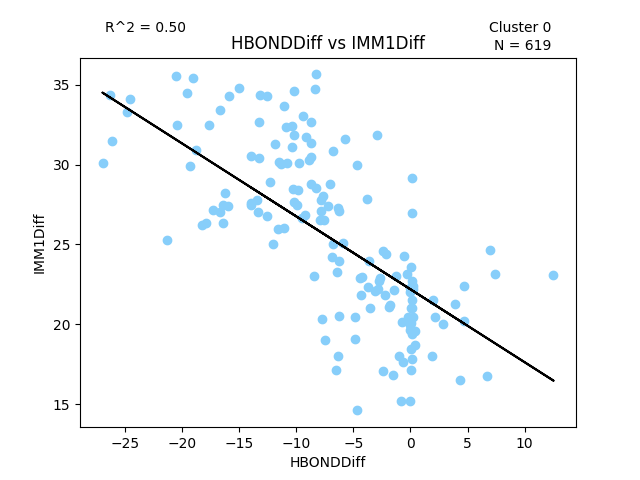 R^2 = 0.50
Cluster 0
HBONDDiff vs IMM1Diff
N = 619
35
30
25
20
15
IMM1Diff
−25
−20
−15
−10
−5
0
5
10
HBONDDiff